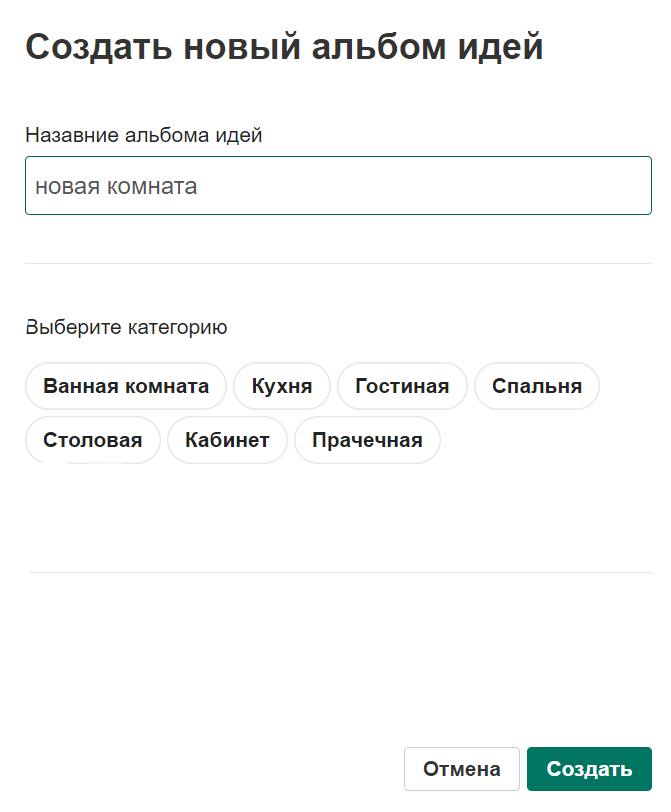 Создать новый альбом идей
Назавние альбома идей
новая комната
Выберите категорию
Ванная комната Кухня Гостиная Спальня
Столовая Кабинет Прачечная
Отмена Создать